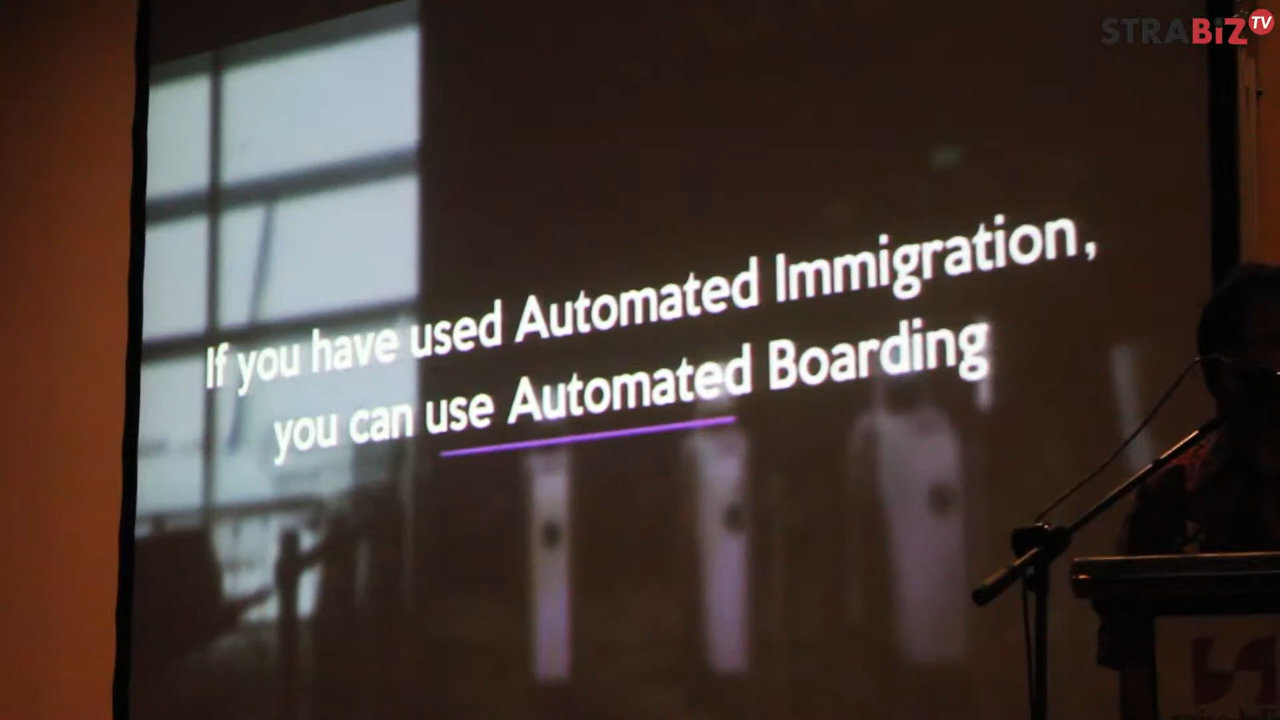 STRABiZ TV
If you have used Automated Immigration,
you can use Automated Boarding